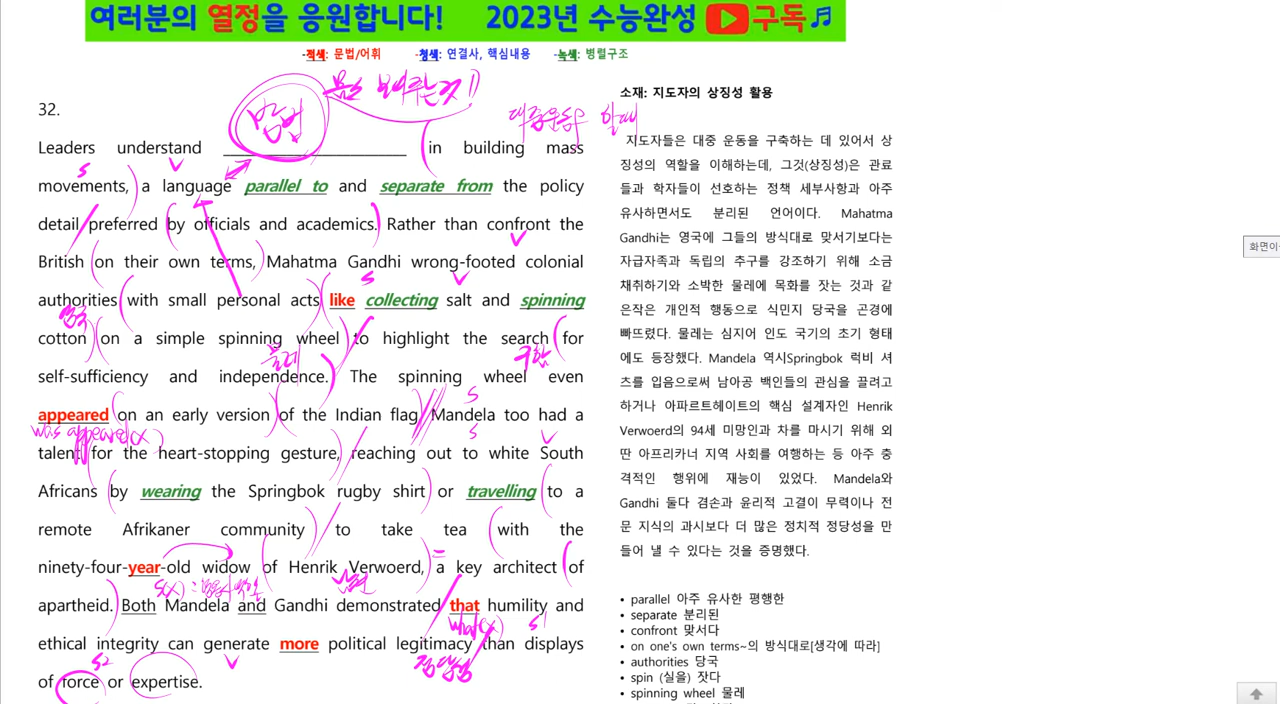 여러분의 열정을 응원합니다! 2023년 수능완성 구독
-적색: 문법/어휘 -청색: 연결사, 핵심내용 -녹색: 병렬구조
32.
방법
대중운동을 할때
Leaders understand ____________________ in building mass
movements, a language parallel to and separate from the policy
detail preferred by officials and academics. Rather than confront the
British on their own terms, Mahatma Gandhi wrong-footed colonial
authorities with small personal acts like collecting salt and spinning
영국
cotton on a simple spinning wheel to highlight the search for
물레
구함
self-sufficiency and independence. The spinning wheel even
appeared on an early version of the Indian flag. Mandela too had a
was appeared(x)
talent for the heart-stopping gesture, reaching out to white South
Africans by wearing the Springbok rugby shirt or travelling to a
remote Afrikaner community to take tea with the
ninety-four-year-old widow of Henrik Verwoerd, a key architect of
남편
apartheid. Both Mandela and Gandhi demonstrated that humility and
what(x)
ethical integrity can generate more political legitimacy than displays
정당성
of force or expertise.
소재: 지도자의 상징성 활용
지도자들은 대중 운동을 구축하는 데 있어서 상
징성의 역할을 이해하는데, 그것(상징성)은 관료
들과 학자들이 선호하는 정책 세부사항과 아주
유사하면서도 분리된 언어이다. Mahatma
Gandhi는 영국에 그들의 방식대로 맞서기보다는
자급자족과 독립의 추구를 강조하기 위해 소금
채취하기와 소박한 물레에 목화를 잣는 것과 같
은작은 개인적 행동으로 식민지 당국을 곤경에
빠뜨렸다. 물레는 심지어 인도 국기의 초기 형태
에도 등장했다. Mandela 역시Springbok 럭비 셔
츠를 입음으로써 남아공 백인들의 관심을 끌려고
하거나 아파르트헤이트의 핵심 설계자인 Henrik
Verwoerd의 94세 미망인과 차를 마시기 위해 외
딴 아프리카너 지역 사회를 여행하는 등 아주 충
격적인 행위에 재능이 있었다. Mandela와
Gandhi 둘다 겸손과 윤리적 고결이 무력이나 전
문 지식의 과시보다 더 많은 정치적 정당성을 만
들어 낼 수 있다는 것을 증명했다.
• parallel 아주 유사한 평행한
• separate 분리된
• confront 맞서다
• on one's own terms~의 방식대로[생각에 따라]
• authorities 당국
• spin (실을) 잣다
• spinning wheel 물레
화면이